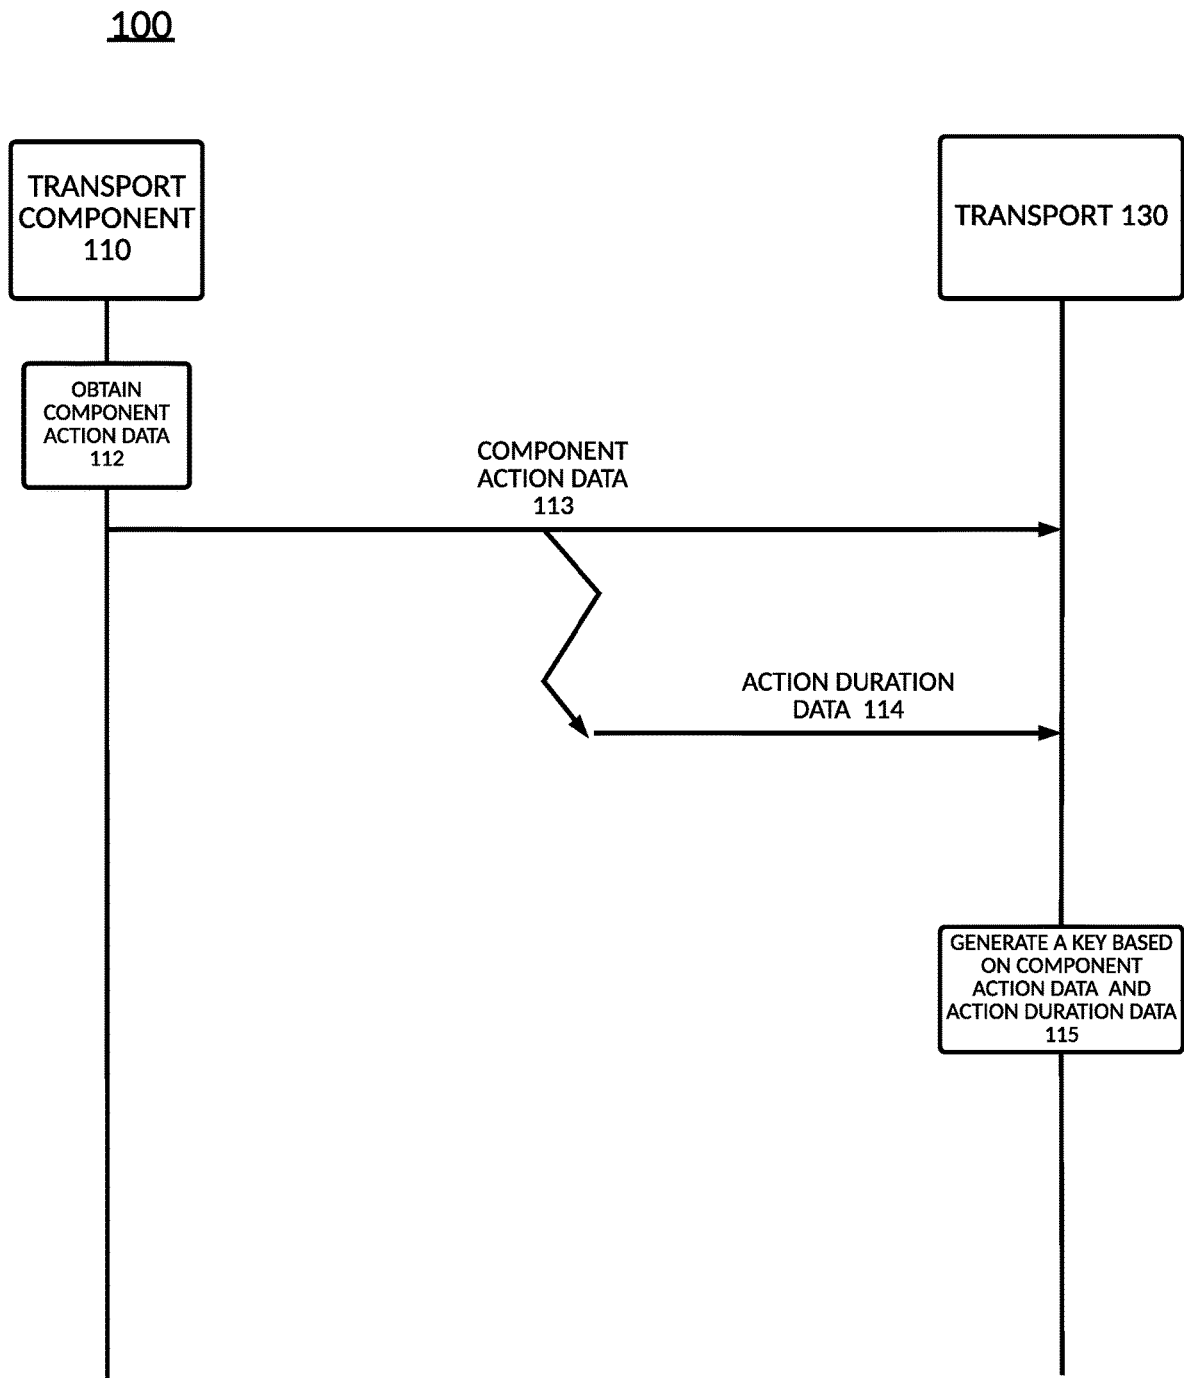 100
TRANSPORT
COMPONENT
110
TRANSPORT 130
OBTAIN
COMPONENT
ACTION DATA
112
COMPONENT
ACTION DATA
113
ACTION DURATION
DATA 114
GENERATE A KEY BASED
ON COMPONENT
ACTION DATA AND
ACTION DURATION DATA
115